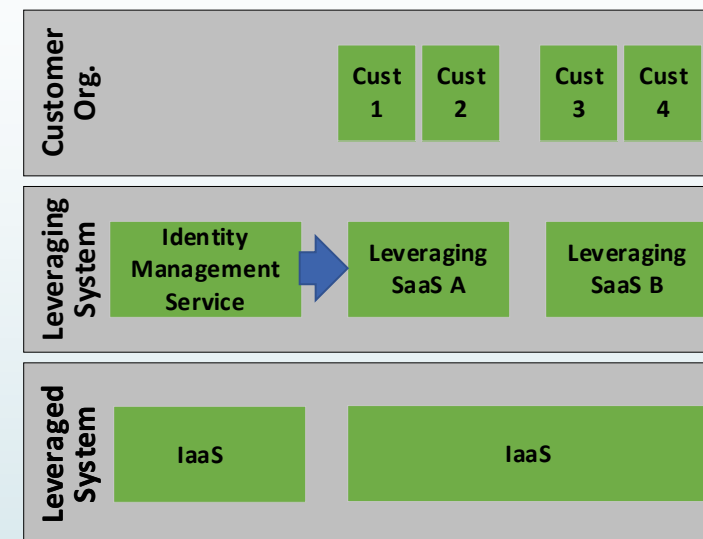 Customer
Org.
Cust
1
Cust
2
Cust
3
Cust
4
Leveraging
System
Identity
Management
Service
Leveraging
SaaS A
Leveraging
SaaS B
Leveraged
System
IaaS
IaaS